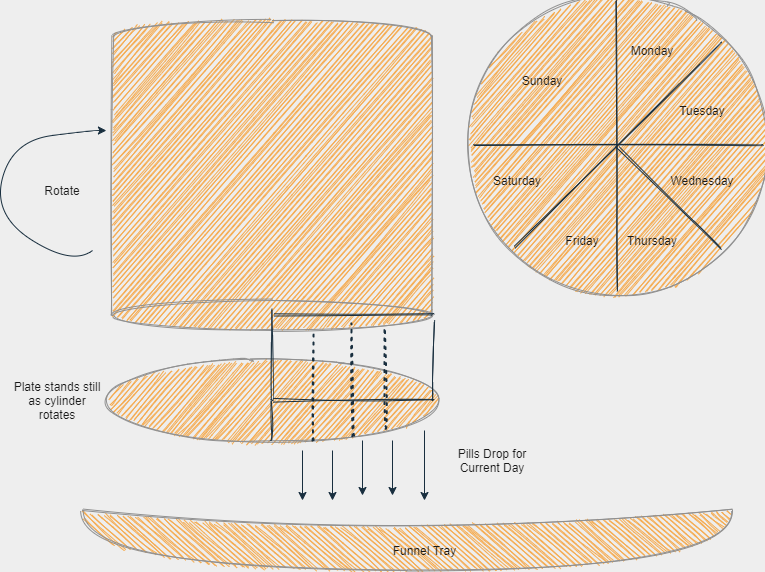 Monday
Sunday
Tuesday
Rotate
Saturday
Wednesday
Friday
Thursday
Plate stands still
as cylinder
rotates
Pills Drop for
Current Day
Funnel Tray